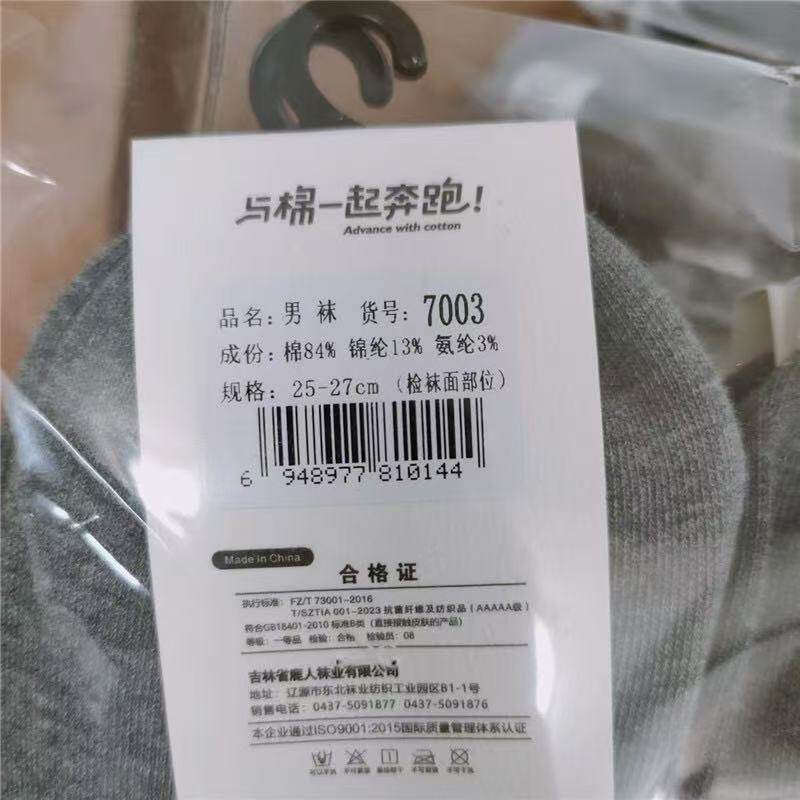 与棉一起奔跑!
Advance with cotton
品名: 男 袜 货号: 7003
成份: 棉84% 锦纶13% 氨纶3%
规格: 25-27cm (检袜面部位)
6 948977 810144
Made in China
合格证
执行标准: FZ/T 73001-2016
T/SZTIA 001-2023 抗菌纤维及纺织品 (AAAAA级)
符合GB18401-2010 标准B类 (直接接触皮肤的产品)
等级: 一等品 检验: 合格 检验员: 08
吉林省鹿人袜业有限公司
地址: 辽源市东北袜业纺织工业园区B1-1号
销售电话: 0437-5091877 0437-5091876
本企业通过ISO9001:2015国际质量管理体系认证